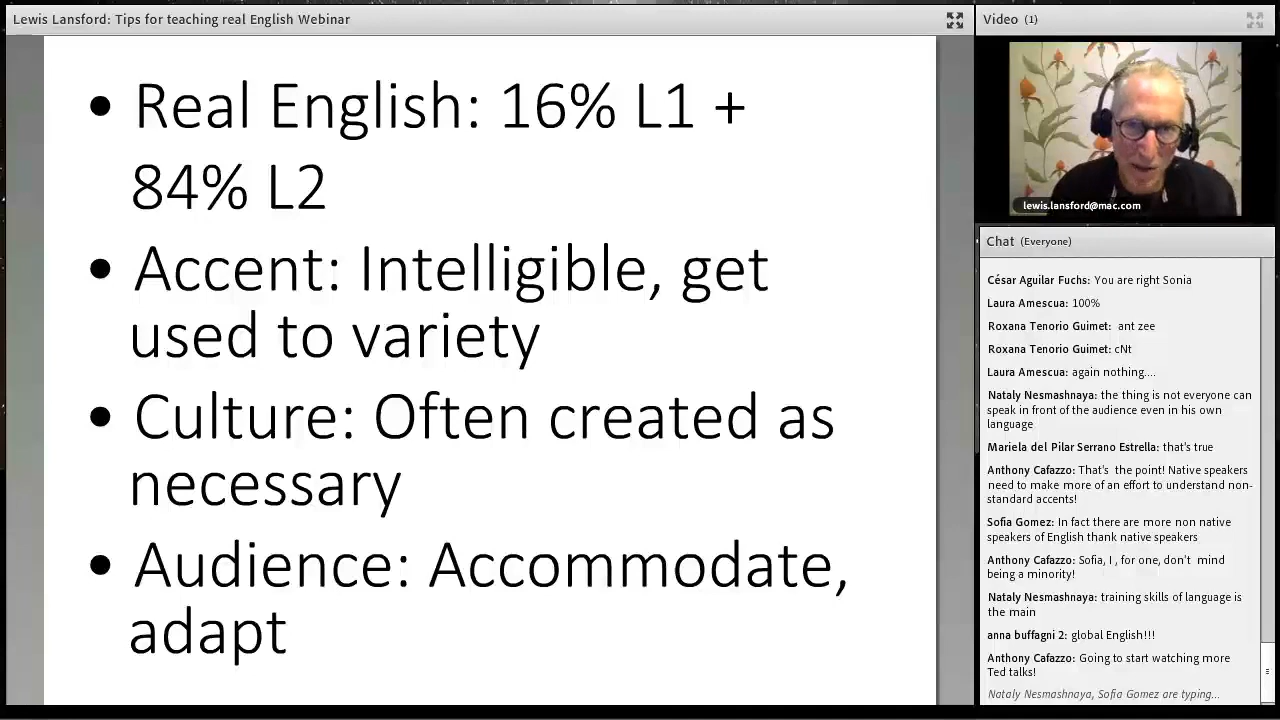 Lewis Lansford: Tips for teaching real English Webinar
• Real English: 16% L1 +
84% L2
• Accent: Intelligible, get
used to variety
• Culture: Often created as
necessary
• Audience: Accommodate,
adapt
Video (1)
lewis.lansford@mac.com
Chat (Everyone)
César Aguilar Fuchs: You are right Sonia
Laura Amescua: 100%
Roxana Tenorio Guimet: ant zee
Roxana Tenorio Guimet: cNt
Laura Amescua: again nothing....
Nataly Nesmashnaya: the thing is not everyone can
speak in front of the audience even in his own
language
Mariela del Pilar Serrano Estrella: that's true
Anthony Cafazzo: That's the point! Native speakers
need to make more of an effort to understand non-
standard accents!
Sofia Gomez: In fact there are more non native
speakers of English thank native speakers
Anthony Cafazzo: Sofia, I , for one, don't mind
being a minority!
Nataly Nesmashnaya: training skills of language is
the main
anna buffagni 2: global English!!!
Anthony Cafazzo: Going to start watching more
Ted talks!
Nataly Nesmashnaya, Sofia Gomez are typing...